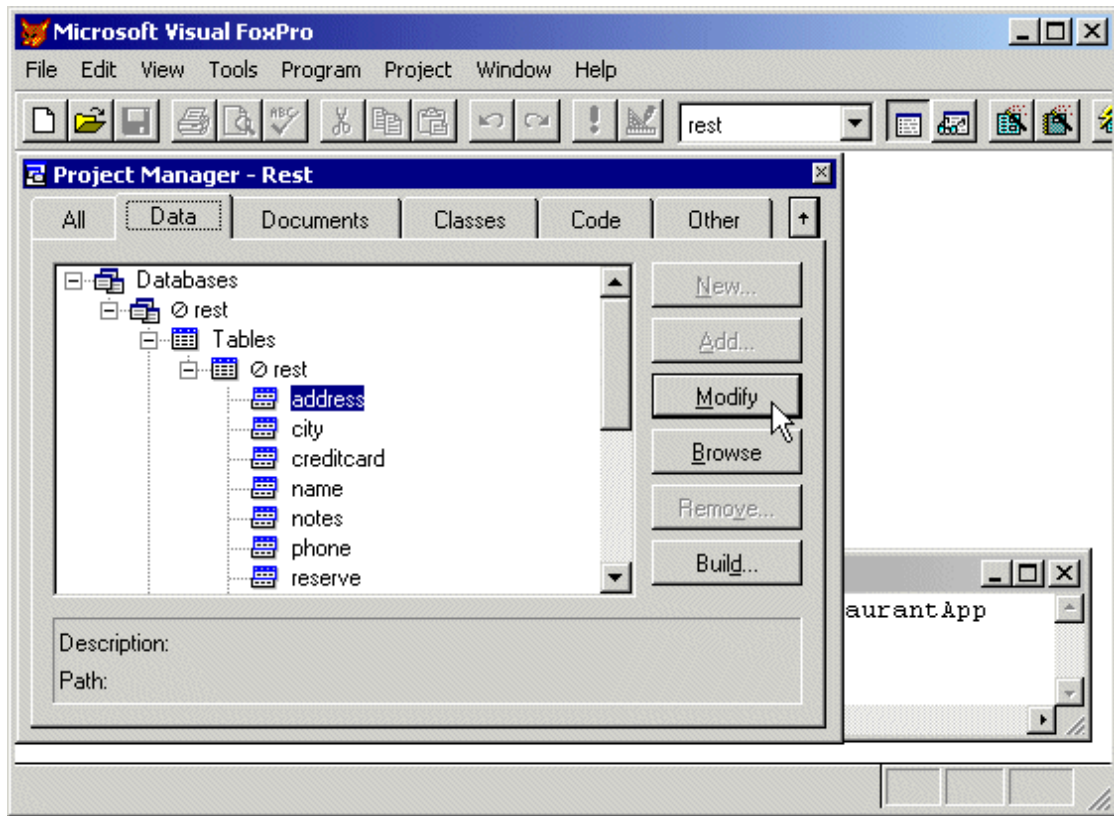 Microsoft Visual FoxPro
File Edit View Tools Program Project Window Help
ABC rest
Project Manager - Rest
All Data Documents Classes Code Other
Databases
rest
Tables
rest
address
city
creditcard
name
notes
phone
reserve
New...
Add...
Modify
Browse
Remove...
Build...
aurantApp
Description:
Path: